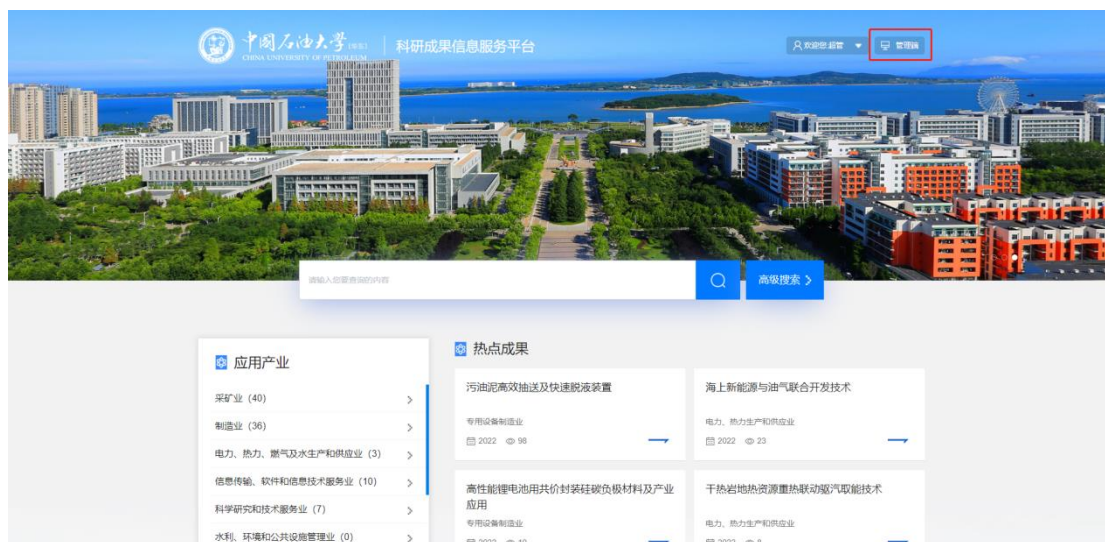 中国石油大学(华东)
CHINA UNIVERSITY OF PETROLEUM
科研成果信息服务平台
欢迎您:超管
管理端
请输入您要查询的内容
高级搜索
应用产业
采矿业 (40)
制造业 (36)
电力、热力、燃气及水生产和供应业 (3)
信息传输、软件和信息技术服务业 (10)
科学研究和技术服务业 (7)
水利、环境和公共设施管理业 (0)
热点成果
污油泥高效抽送及快速脱液装置
专用设备制造业
2022 98
海上新能源与油气联合开发技术
电力、热力生产和供应业
2022 23
高性能锂电池用共价封装硅碳负极材料及产业
应用
专用设备制造业
干热岩地热资源重热联动驱汽取能技术
电力、热力生产和供应业